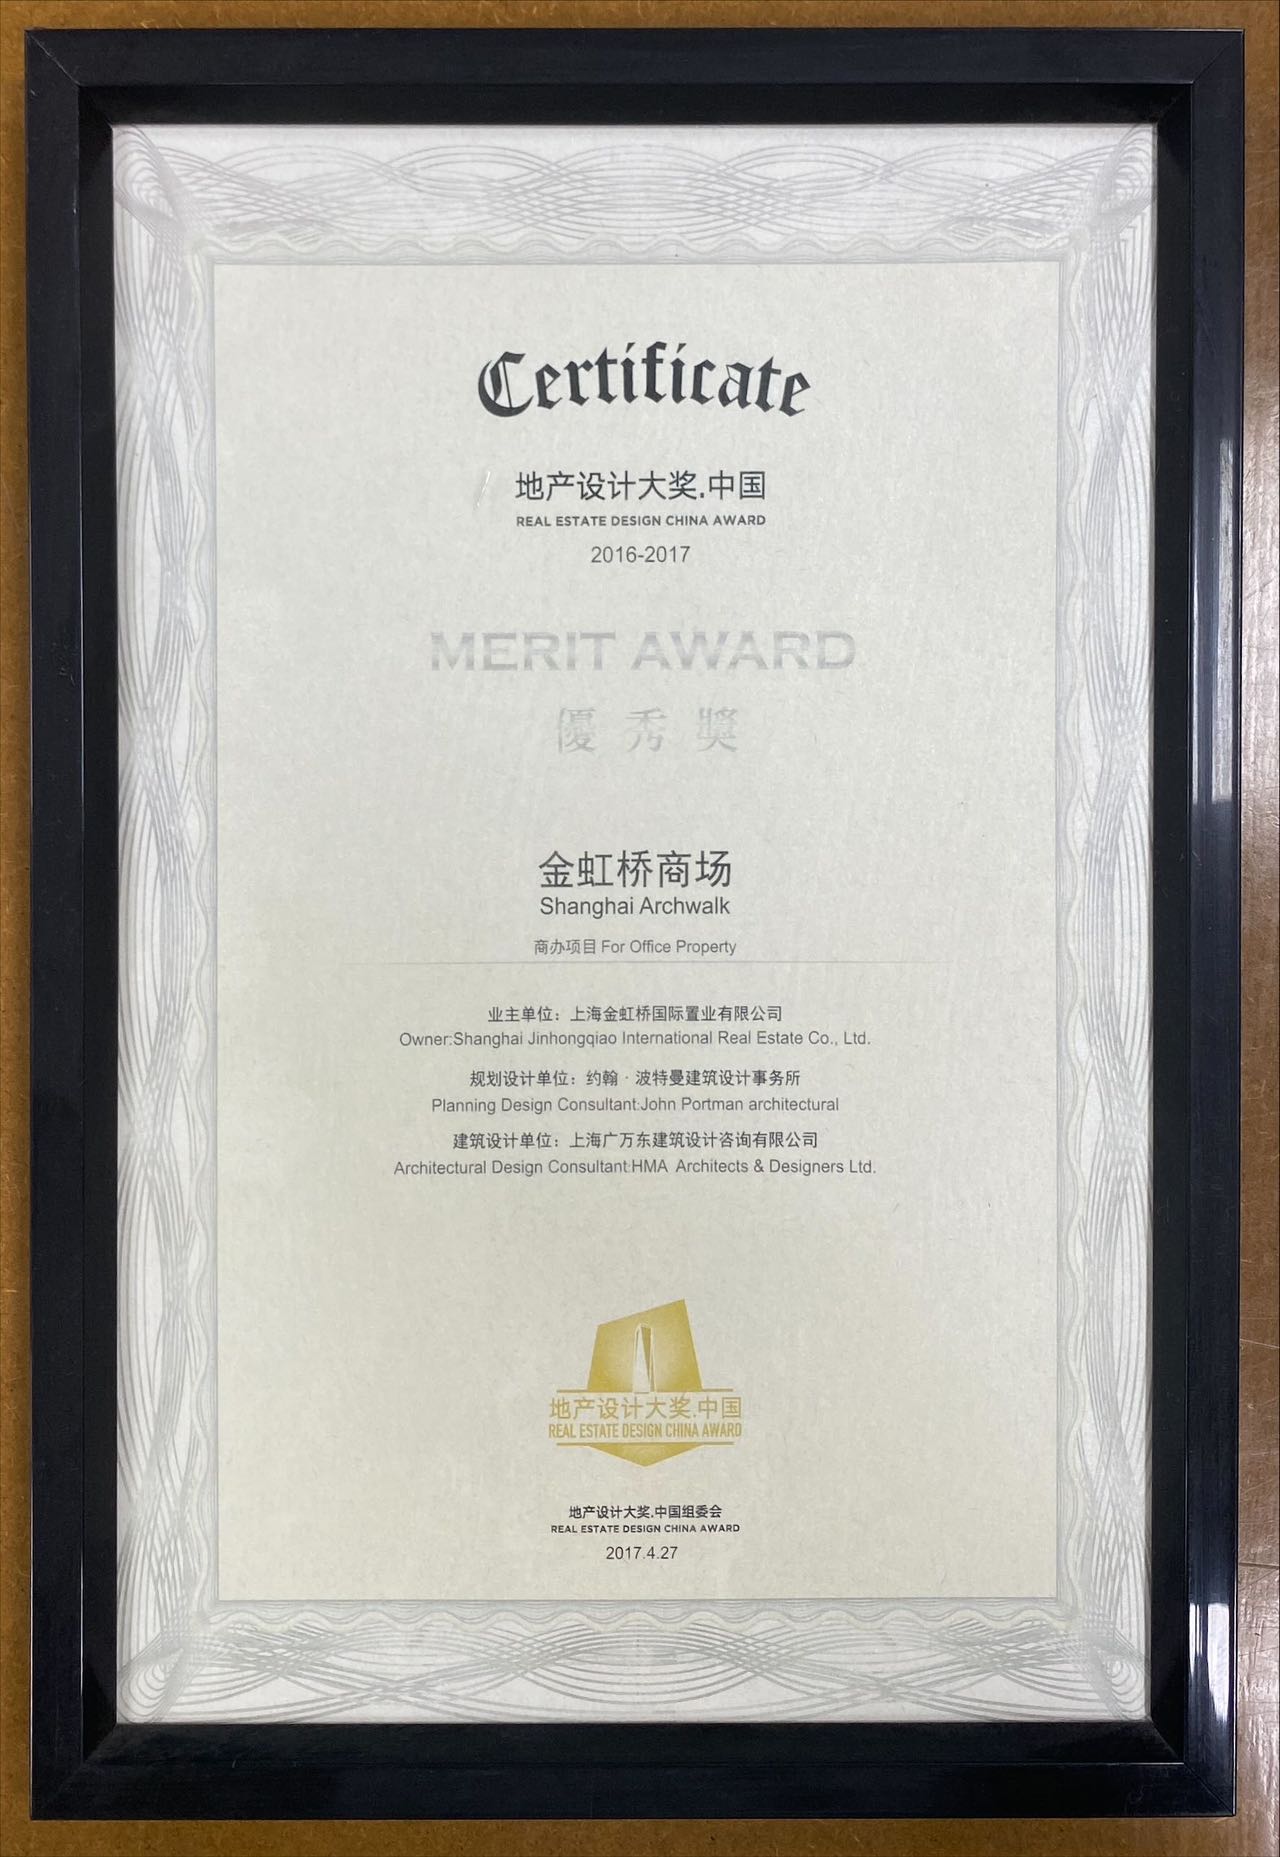 Certificate
地产设计大奖.中国
REAL ESTATE DESIGN CHINA AWARD
2016-2017
MERIT AWARD
優秀獎
金虹桥商场
Shanghai Archwalk
商办项目 For Office Property
业主单位：上海金虹桥国际置业有限公司
Owner:Shanghai Jinhongqiao International Real Estate Co., Ltd.
规划设计单位：约翰·波特曼建筑设计事务所
Planning Design Consultant:John Portman architectural
建筑设计单位：上海广万东建筑设计咨询有限公司
Architectural Design Consultant:HMA Architects & Designers Ltd.
地产设计大奖.中国
REAL ESTATE DESIGN CHINA AWARD
地产设计大奖.中国组委会
REAL ESTATE DESIGN CHINA AWARD
2017.4.27